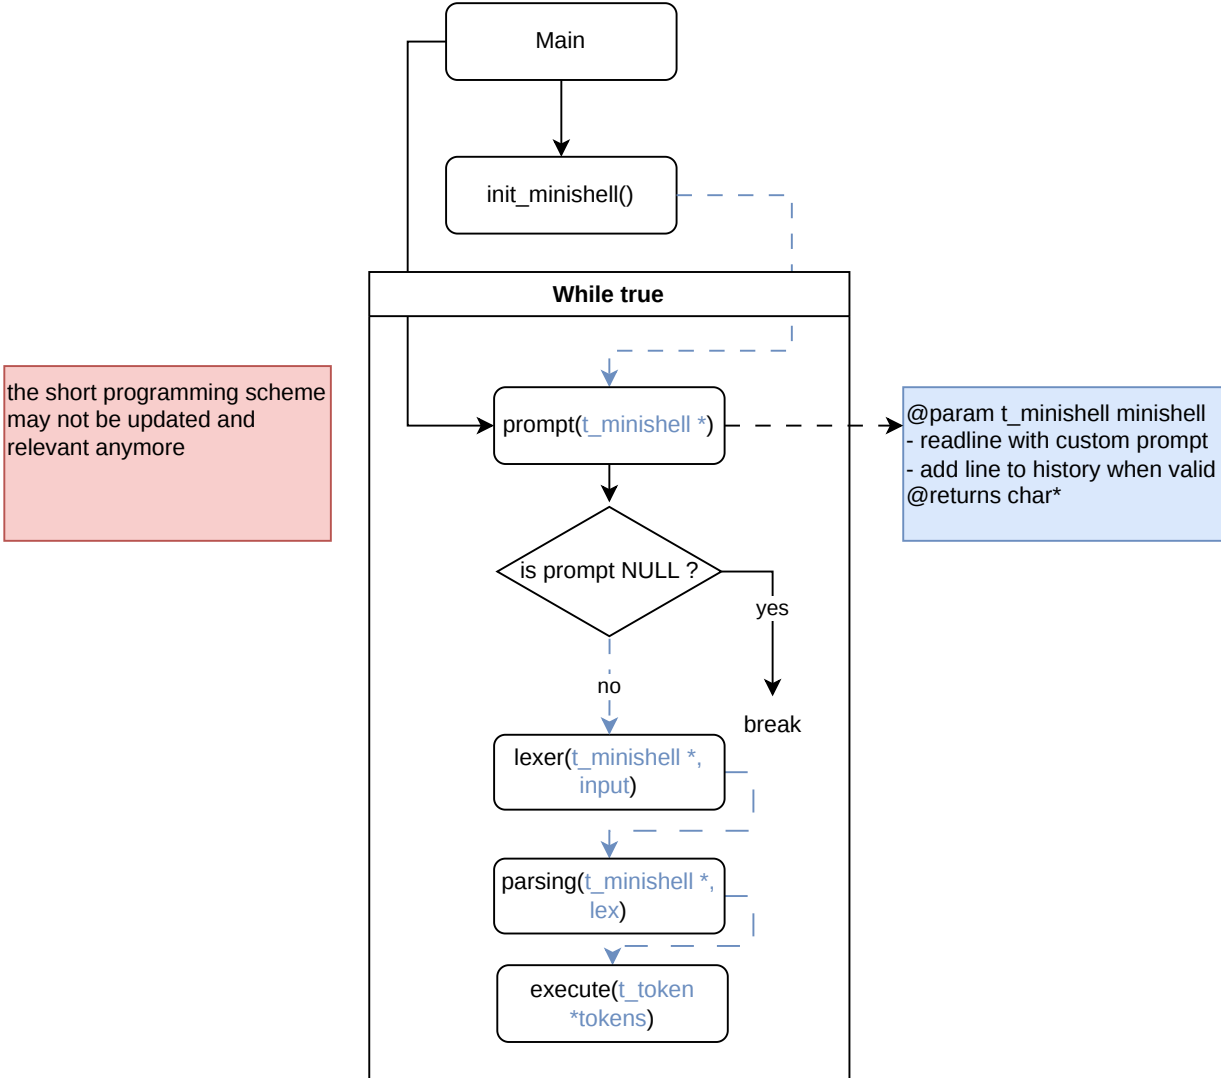 Main
init_minishell()
While true
the short programming scheme
may not be updated and
relevant anymore
prompt(t_minishell *)
@param t_minishell minishell
- readline with custom prompt
- add line to history when valid
@returns char*
is prompt NULL ?
yes
no
break
lexer(t_minishell *,
input)
parsing(t_minishell *,
lex)
execute(t_token
*tokens)